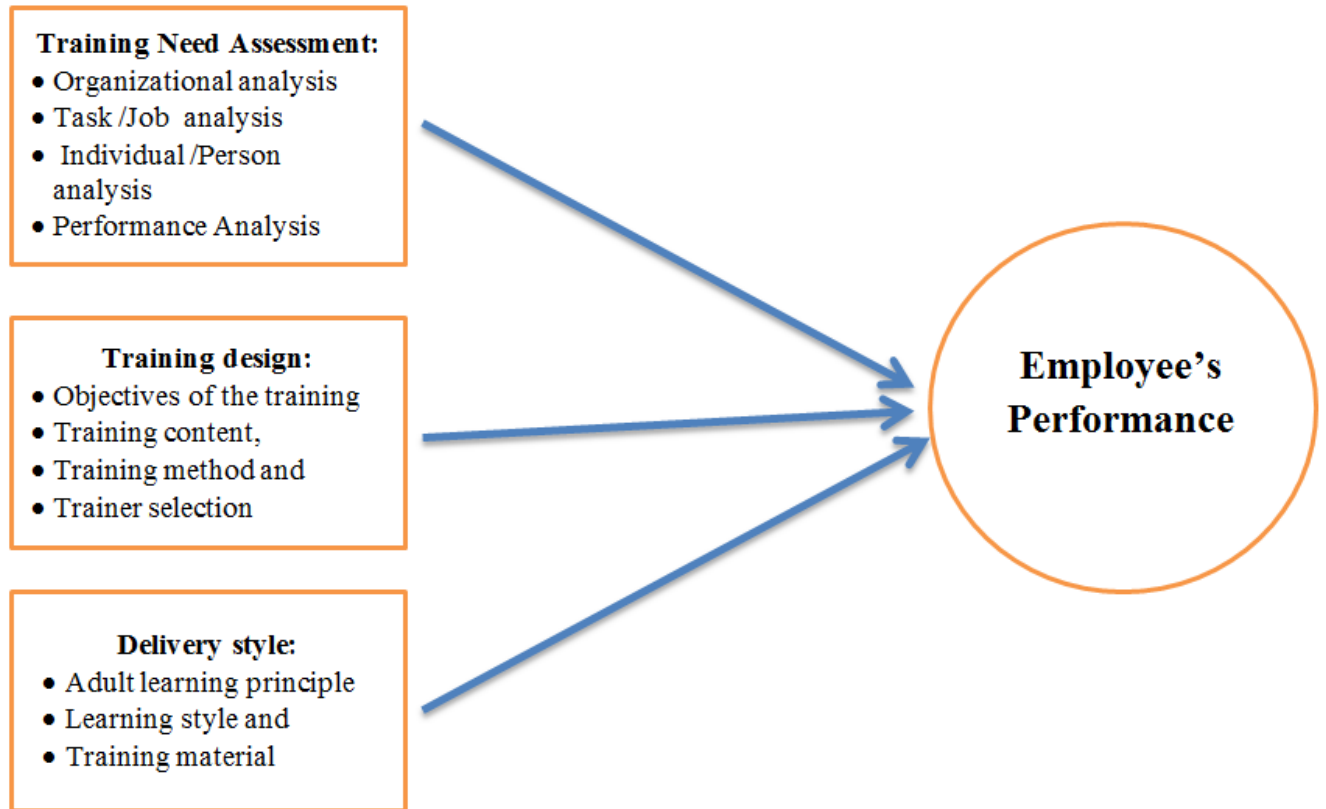 Training Need Assessment:
• Organizational analysis
• Task /Job analysis
• Individual /Person
analysis
• Performance Analysis
Training design:
• Objectives of the training
• Training content,
• Training method and
• Trainer selection
Delivery style:
• Adult learning principle
• Learning style and
• Training material
Employee’s
Performance